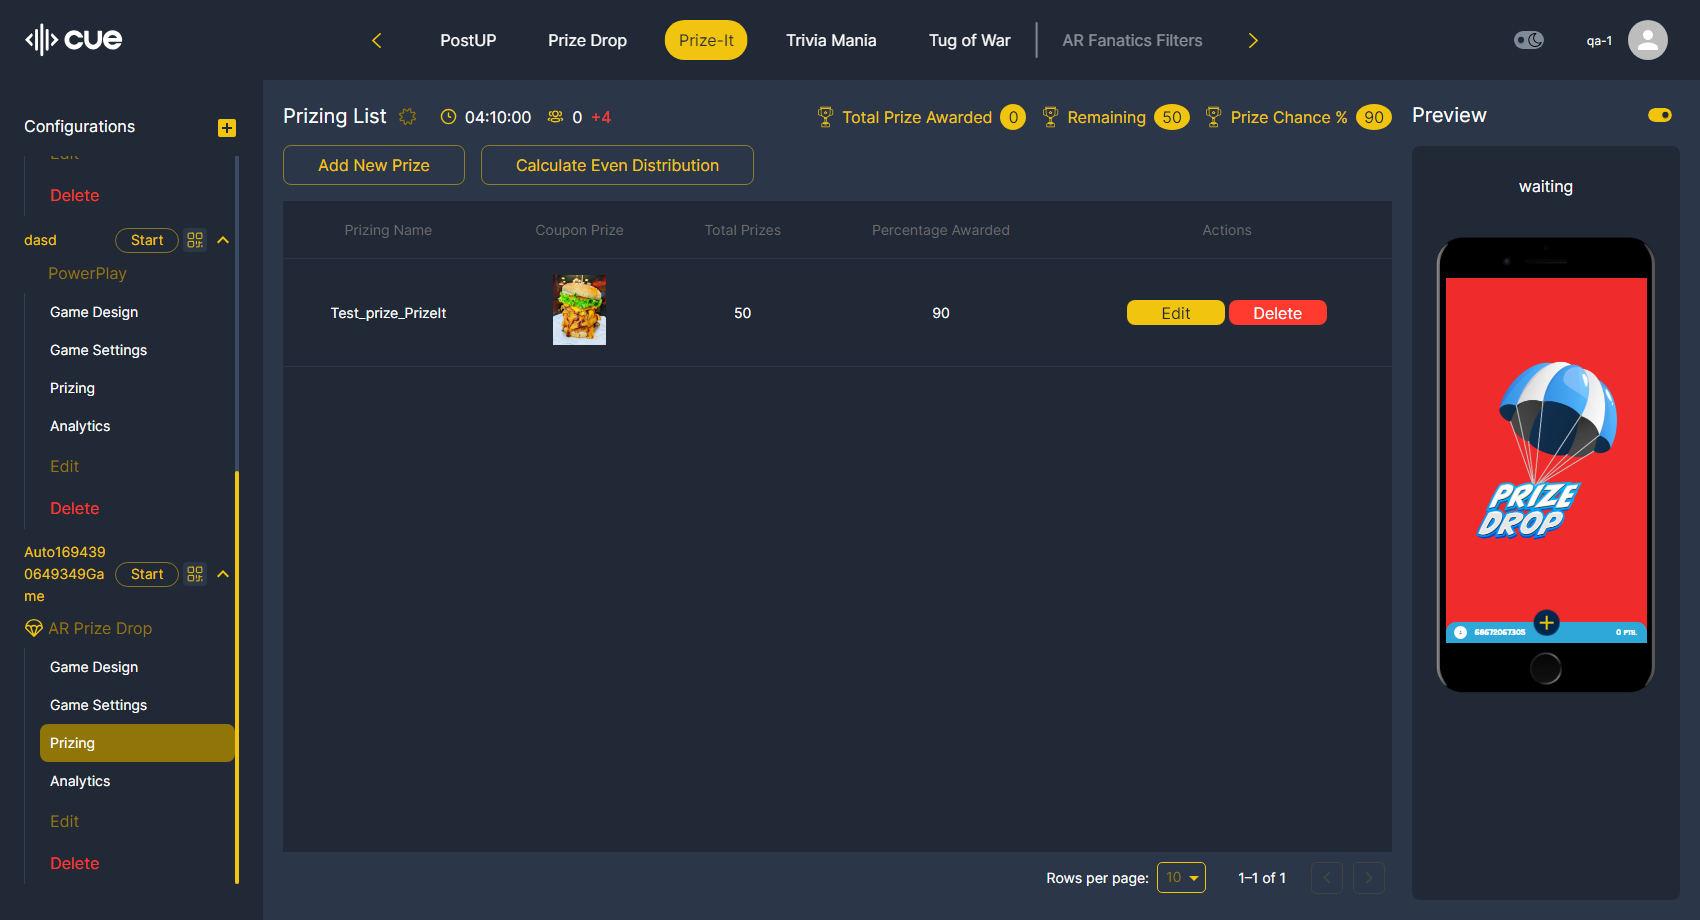 cue
PostUP
Prize Drop
Prize-It
Trivia Mania
Tug of War
AR Fanatics Filters
qa-1
Configurations
Edit
Delete
dasd
Start
PowerPlay
Game Design
Game Settings
Prizing
Analytics
Edit
Delete
Auto169439
0649349Ga
me
Start
AR Prize Drop
Game Design
Game Settings
Prizing
Analytics
Edit
Delete
Prizing List
04:10:00
0 +4
Total Prize Awarded 0
Remaining 50
Prize Chance % 90
Add New Prize
Calculate Even Distribution
Prizing Name
Coupon Prize
Total Prizes
Percentage Awarded
Actions
Test_prize_PrizeIt
50
90
Edit
Delete
Rows per page: 10
1–1 of 1
Preview
waiting
PRIZE
DROP
0 PTS.